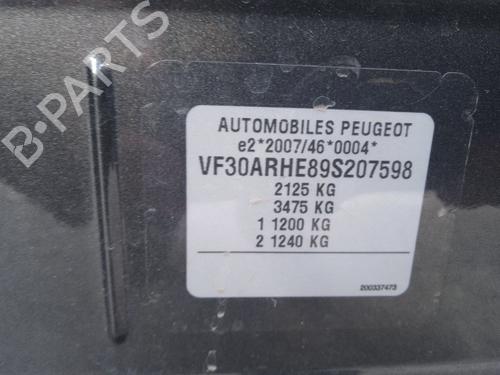 AUTOMOBILES PEUGEOT
e2*2007/46*0004*
VF30ARHE89S207598
2125 KG
3475 KG
1 1200 KG
2 1240 KG
200337473
B-PARTS